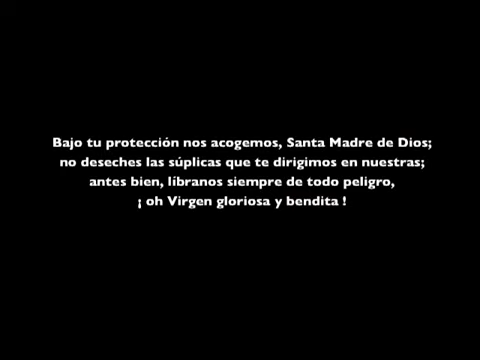 Bajo tu protección nos acogemos, Santa Madre de Dios;
no deseches las súplicas que te dirigimos en nuestras;
antes bien, líbranos siempre de todo peligro,
¡ oh Virgen gloriosa y bendita !